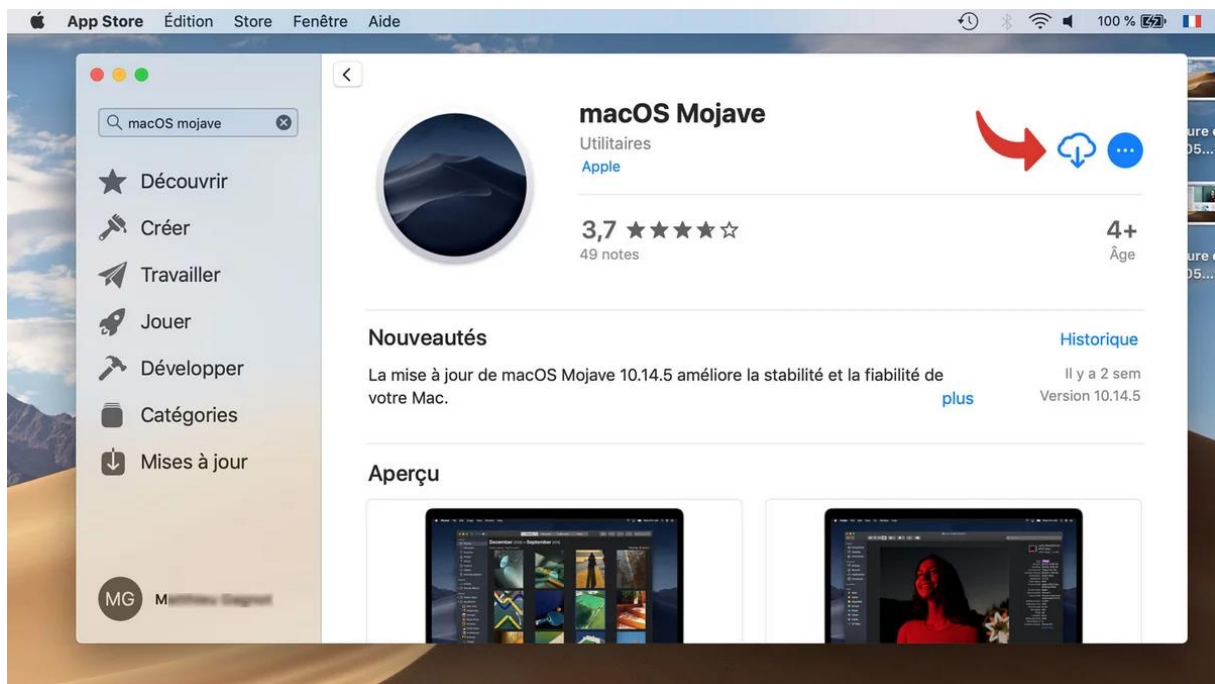 App Store Édition Store Fenêtre Aide 100 %
macOS mojave
Découvrir
Créer
Travailler
Jouer
Développer
Catégories
Mises à jour
MG M
macOS Mojave
Utilitaires
Apple
3,7
49 notes
4+
Âge
Nouveautés
Historique
La mise à jour de macOS Mojave 10.14.5 améliore la stabilité et la fiabilité de
votre Mac.
plus
Il y a 2 sem
Version 10.14.5
Aperçu
December
September